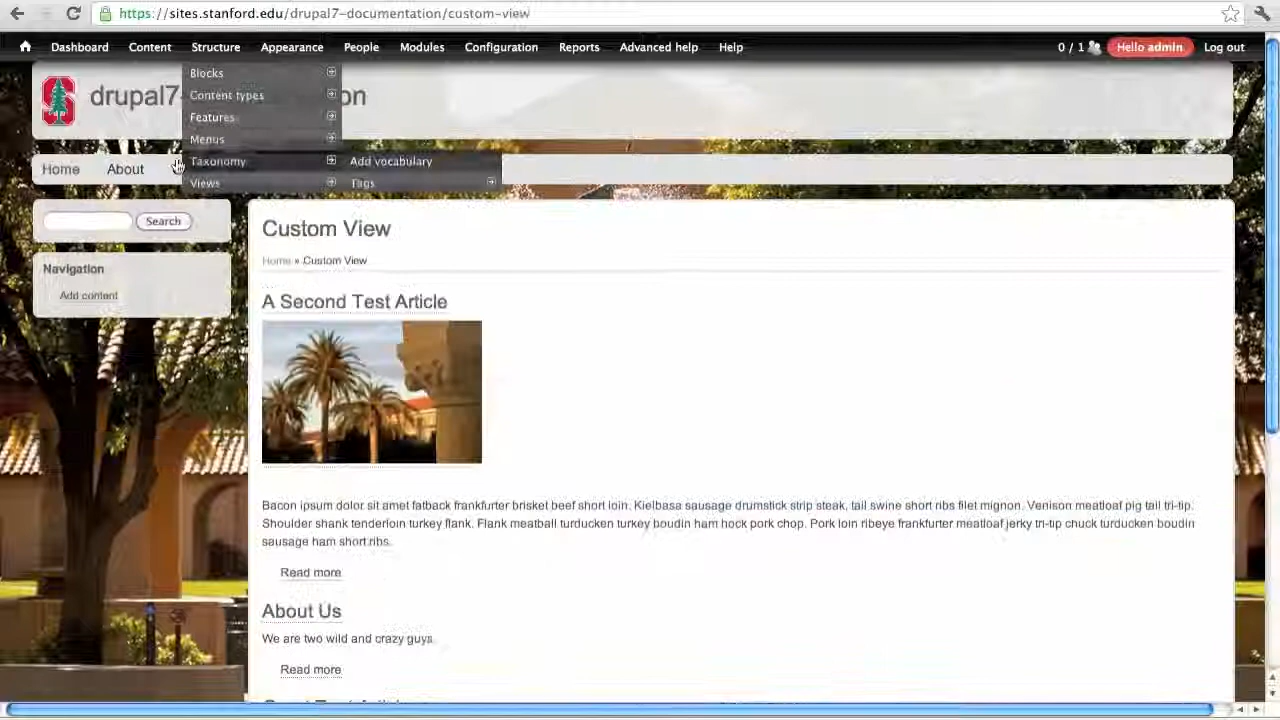 https://sites.stanford.edu/drupal7-documentation/custom-view
Dashboard Content Structure Appearance People Modules Configuration Reports Advanced help Help 0 / 1 Hello admin Log out
Blocks
Content types
Features
Menus
Taxonomy
Views
Add vocabulary
Tags
drupal7 on
Home About
Search
Navigation
Add content
Custom View
Home » Custom View
A Second Test Article
Bacon ipsum dolor sit amet fatback frankfurter brisket beef short loin. Kielbasa sausage drumstick strip steak, tail swine short ribs filet mignon. Venison meatloaf pig tail tri-tip.
Shoulder shank tenderloin turkey flank. Flank meatball turducken turkey boudin ham hock pork chop. Pork loin ribeye frankfurter meatloaf jerky tri-tip chuck turducken boudin
sausage ham short ribs.
Read more
About Us
We are two wild and crazy guys.
Read more